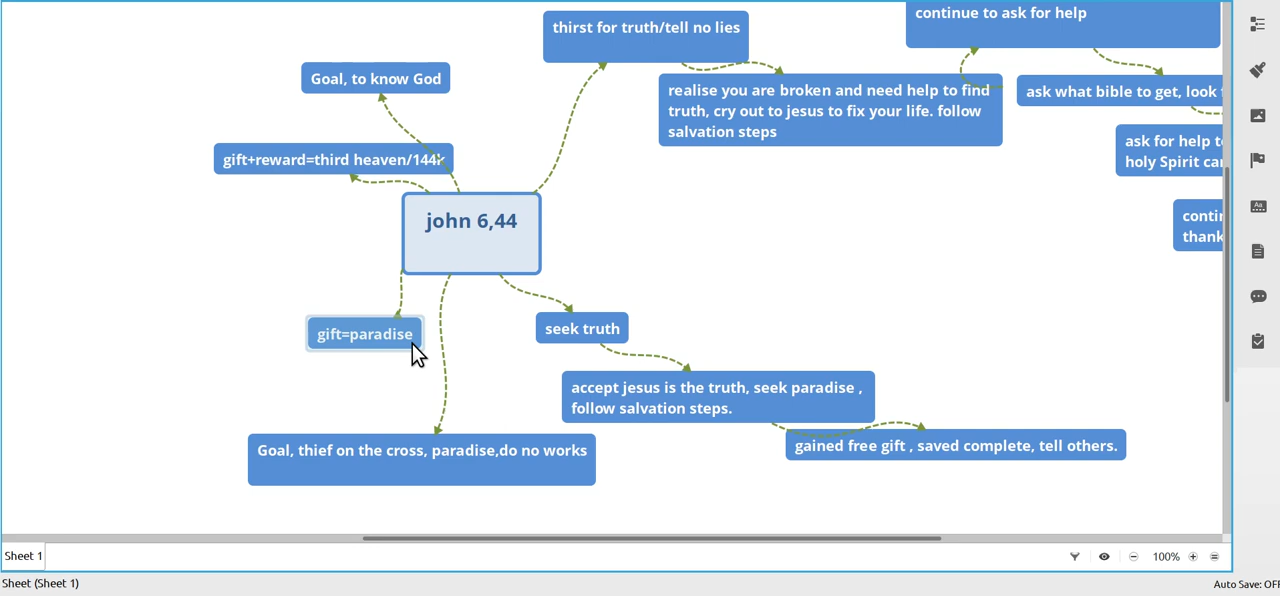 continue to ask for help
thirst for truth/tell no lies
Goal, to know God
realise you are broken and need help to find
truth, cry out to jesus to fix your life. follow
salvation steps
ask what bible to get, look
gift+reward=third heaven/144k
ask for help
holy Spirit
john 6,44
thank
gift=paradise
seek truth
accept jesus is the truth, seek paradise ,
follow salvation steps.
Goal, thief on the cross, paradise,do no works
gained free gift , saved complete, tell others.
Sheet 1
100%
Sheet (Sheet 1)
Auto Save: OFF